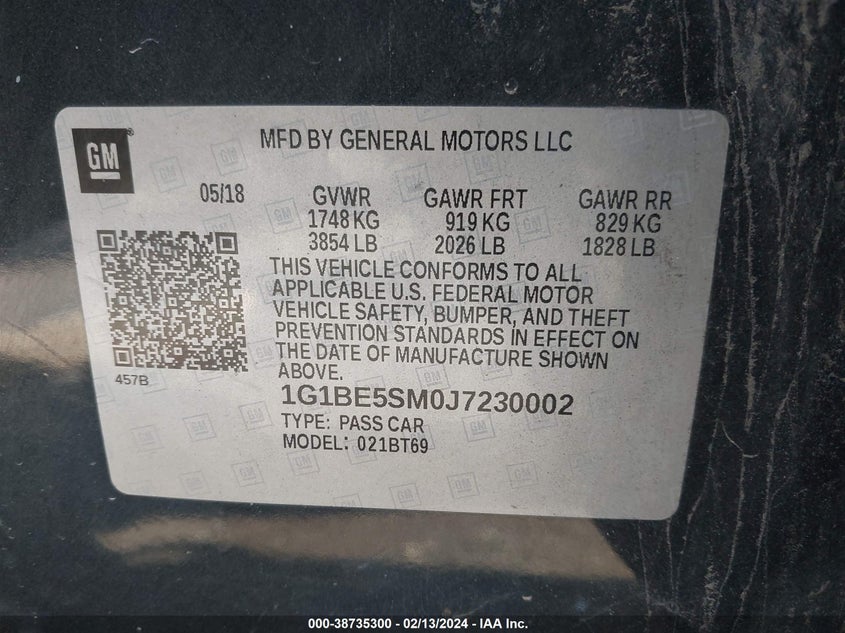 GM
MFD BY GENERAL MOTORS LLC
05/18 GVWR GAWR FRT GAWR RR
1748 KG 919 KG 829 KG
3854 LB 2026 LB 1828 LB
THIS VEHICLE CONFORMS TO ALL
APPLICABLE U.S. FEDERAL MOTOR
VEHICLE SAFETY, BUMPER, AND THEFT
PREVENTION STANDARDS IN EFFECT ON
THE DATE OF MANUFACTURE SHOWN
ABOVE.
457B
1G1BE5SM0J7230002
TYPE: PASS CAR
MODEL: 021BT69
000-38735300 - 02/13/2024 - IAA Inc.